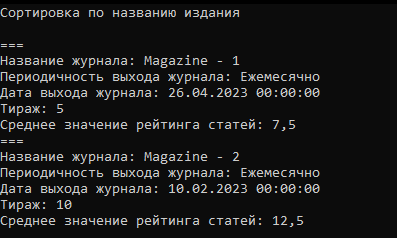 Сортировка по названию издания
===
Название журнала: Magazine - 1
Периодичность выхода журнала: Ежемесячно
Дата выхода журнала: 26.04.2023 00:00:00
Тираж: 5
Среднее значение рейтинга статей: 7,5
===
Название журнала: Magazine - 2
Периодичность выхода журнала: Ежемесячно
Дата выхода журнала: 10.02.2023 00:00:00
Тираж: 10
Среднее значение рейтинга статей: 12,5